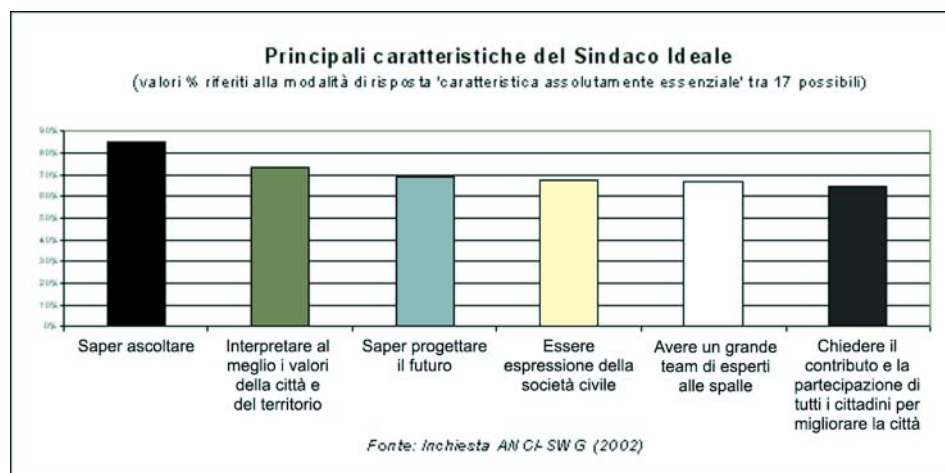 Principali caratteristiche del Sindaco Ideale
(valori % riferiti alla modalità di risposta 'caratteristica assolutamente essenziale' tra 17 possibili)
90%
80%
70%
60%
50%
40%
30%
20%
10%
0%
Saper ascoltare
Interpretare al
meglio i valori
della città e
del territorio
Saper progettare
il futuro
Essere
espressione della
società civile
Avere un grande
team di esperti
alle spalle
Chiedere il
contributo e la
partecipazione di
tutti i cittadini per
migliorare la città
Fonte: Inchiesta ANCI-SWG (2002)